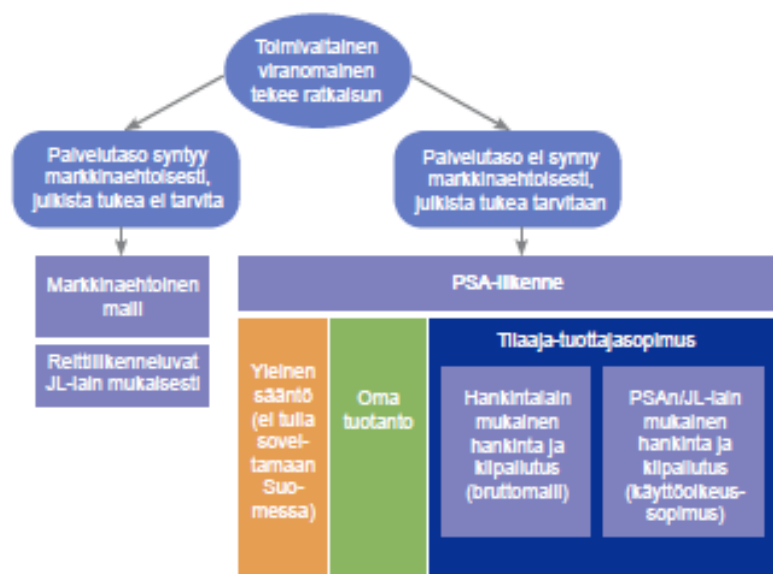 Toimivaltainen
viranomainen
tekee ratkaisun
Palvelutaso syntyy
markkinaehtoisesti,
julkista tukea ei tarvita
Palvelutaso ei synny
markkinaehtoisesti,
julkista tukea tarvitaan
Markkinaehtoinen
malli
Reittiliikenneluvat
JL-lain mukaisesti
PSA-liikenne
Yleinen
sääntö
(ei tulla
sovel-
tamaan
Suo-
messa)
Oma
tuotanto
Tilaaja-tuottajasopimus
Hankintalain
mukainen
hankinta ja
kilpailutus
(bruttomalli)
PSAn/JL-lain
mukainen
hankinta ja
kilpailutus
(käyttöoikeus-
sopimus)